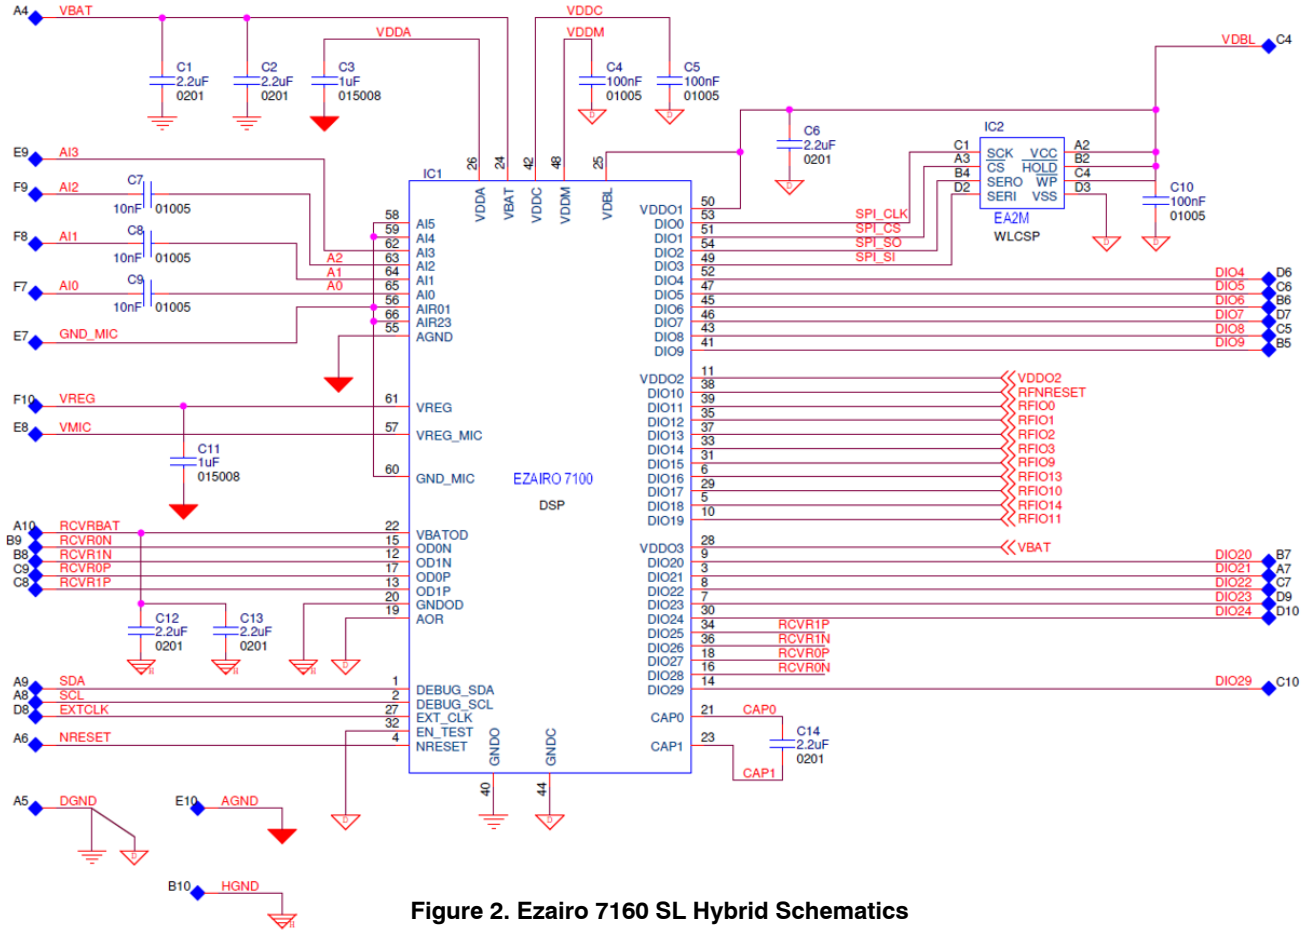 A4 VBAT
VDDC
VDDA
VDDM
VDBL C4
C1 2.2uF 0201
C2 2.2uF 0201
C3 1uF 015008
C4 100nF 01005
C5 100nF 01005
C6 2.2uF 0201
D
D
D
IC2
C1 SCK VCC A2
A3 CS HOLD B2
B4 SERO WP C4
D2 SERI VSS D3
EA2M
WLCSP
C10 100nF 01005
D
D
E9 AI3
F9 AI2
C7 10nF 01005
F8 AI1
C8 10nF 01005
F7 AI0
C9 10nF 01005
E7 GND_MIC
A2
A1
A0
IC1
26 VDDA
24 VBAT
42 VDDC
48 VDDM
25 VDBL
58 AI5
59 AI4
62 AI3
63 AI2
64 AI1
65 AI0
56 AIR01
66 AIR23
55 AGND
F10 VREG
61 VREG
E8 VMIC
57 VREG_MIC
C11 1uF 015008
60 GND_MIC
EZAIRO 7100
DSP
A10 RCVRBAT
22 VBATOD
B9 RCVR0N
15 OD0N
B8 RCVR1N
12 OD1N
C9 RCVR0P
17 OD0P
C8 RCVR1P
13 OD1P
20 GNDOD
19 AOR
C12 2.2uF 0201
C13 2.2uF 0201
H
H
H
D
A9 SDA
1 DEBUG_SDA
A8 SCL
2 DEBUG_SCL
D8 EXTCLK
27 EXT_CLK
32 EN_TEST
A6 NRESET
4 NRESET
GNDO 40
GNDC 44
D
D
VDDO1 50
DIO0 53 SPI_CLK
DIO1 51 SPI_CS
DIO2 54 SPI_SO
DIO3 49 SPI_SI
DIO4 52 DIO4 D6
DIO5 47 DIO5 C6
DIO6 45 DIO6 B6
DIO7 46 DIO7 D7
DIO8 43 DIO8 C5
DIO9 41 DIO9 B5
VDDO2 11 VDDO2
DIO10 38 RFNRESET
DIO11 39 RFIO0
DIO12 35 RFIO1
DIO13 37 RFIO2
DIO14 33 RFIO3
DIO15 31 RFIO9
DIO16 6 RFIO13
DIO17 29 RFIO10
DIO18 5 RFIO14
DIO19 10 RFIO11
VDDO3 28 VBAT
DIO20 9 DIO20 B7
DIO21 3 DIO21 A7
DIO22 8 DIO22 C7
DIO23 7 DIO23 D9
DIO24 30 DIO24 D10
DIO25 34 RCVR1P
DIO26 36 RCVR1N
DIO27 18 RCVR0P
DIO28 16 RCVR0N
DIO29 14 DIO29 C10
CAP0 21 CAP0
CAP1 23 CAP1
C14 2.2uF 0201
A5 DGND
D
E10 AGND
B10 HGND
H
Figure 2. Ezairo 7160 SL Hybrid Schematics